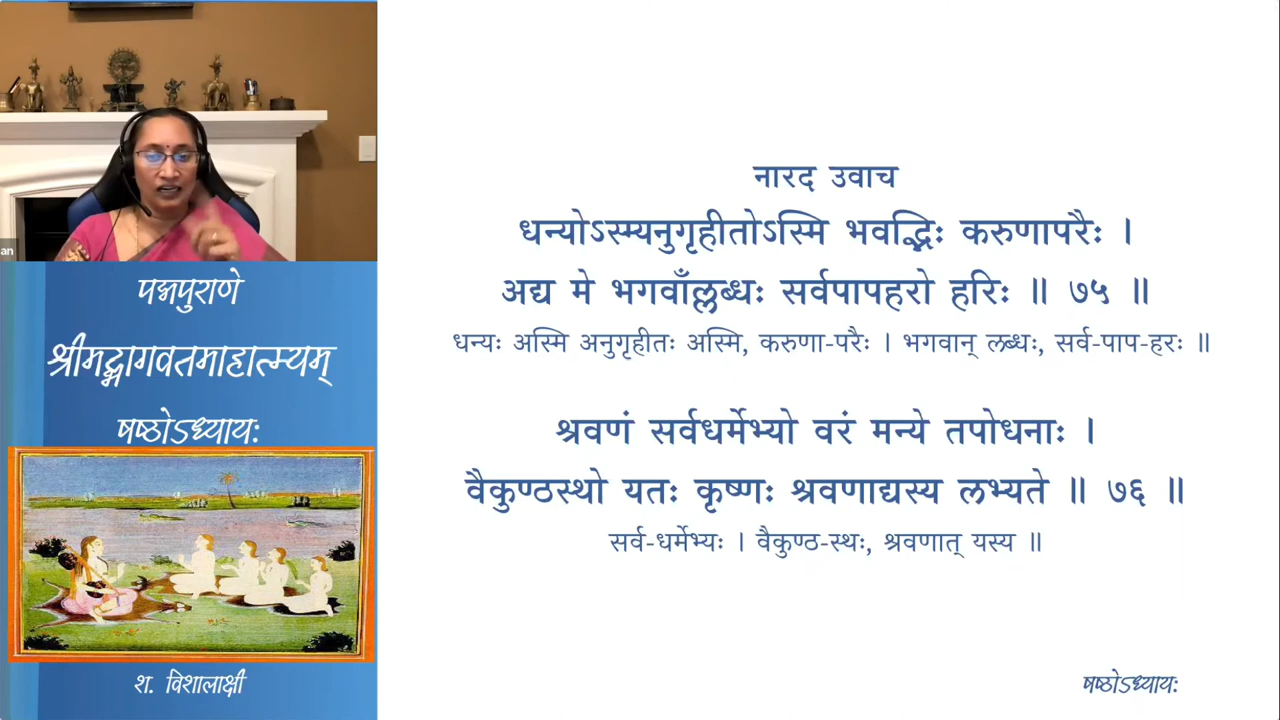 an
पद्मपुराणे
श्रीमद्भागवतमाहात्म्यम्
षष्ठोऽध्यायः
श. विशालाक्षी
नारद उवाच
धन्योऽस्म्यनुगृहीतोऽस्मि भवद्भिः करुणापरैः ।
अद्य मे भगवाँल्लब्धः सर्वपापहरो हरिः ॥ ७५ ॥
धन्यः अस्मि अनुगृहीतः अस्मि, करुणा-परैः । भगवान् लब्धः, सर्व-पाप-हरः ॥
श्रवणं सर्वधर्मेभ्यो वरं मन्ये तपोधनाः ।
वैकुण्ठस्थो यतः कृष्णः श्रवणाद्यस्य लभ्यते ॥ ७६ ॥
सर्व-धर्मेभ्यः । वैकुण्ठ-स्थः, श्रवणात् यस्य ॥
षष्ठोऽध्यायः